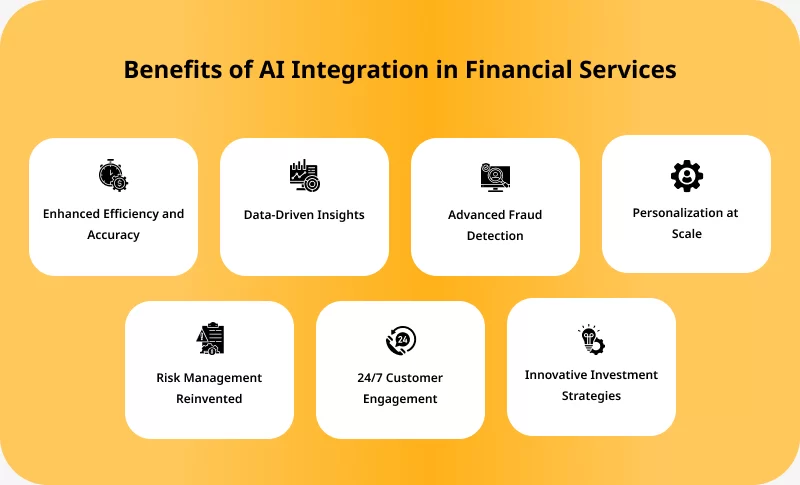 Benefits of AI Integration in Financial Services
Enhanced Efficiency and
Accuracy
Data-Driven Insights
Advanced Fraud
Detection
Personalization at
Scale
Risk Management
Reinvented
24
24/7 Customer
Engagement
Innovative Investment
Strategies